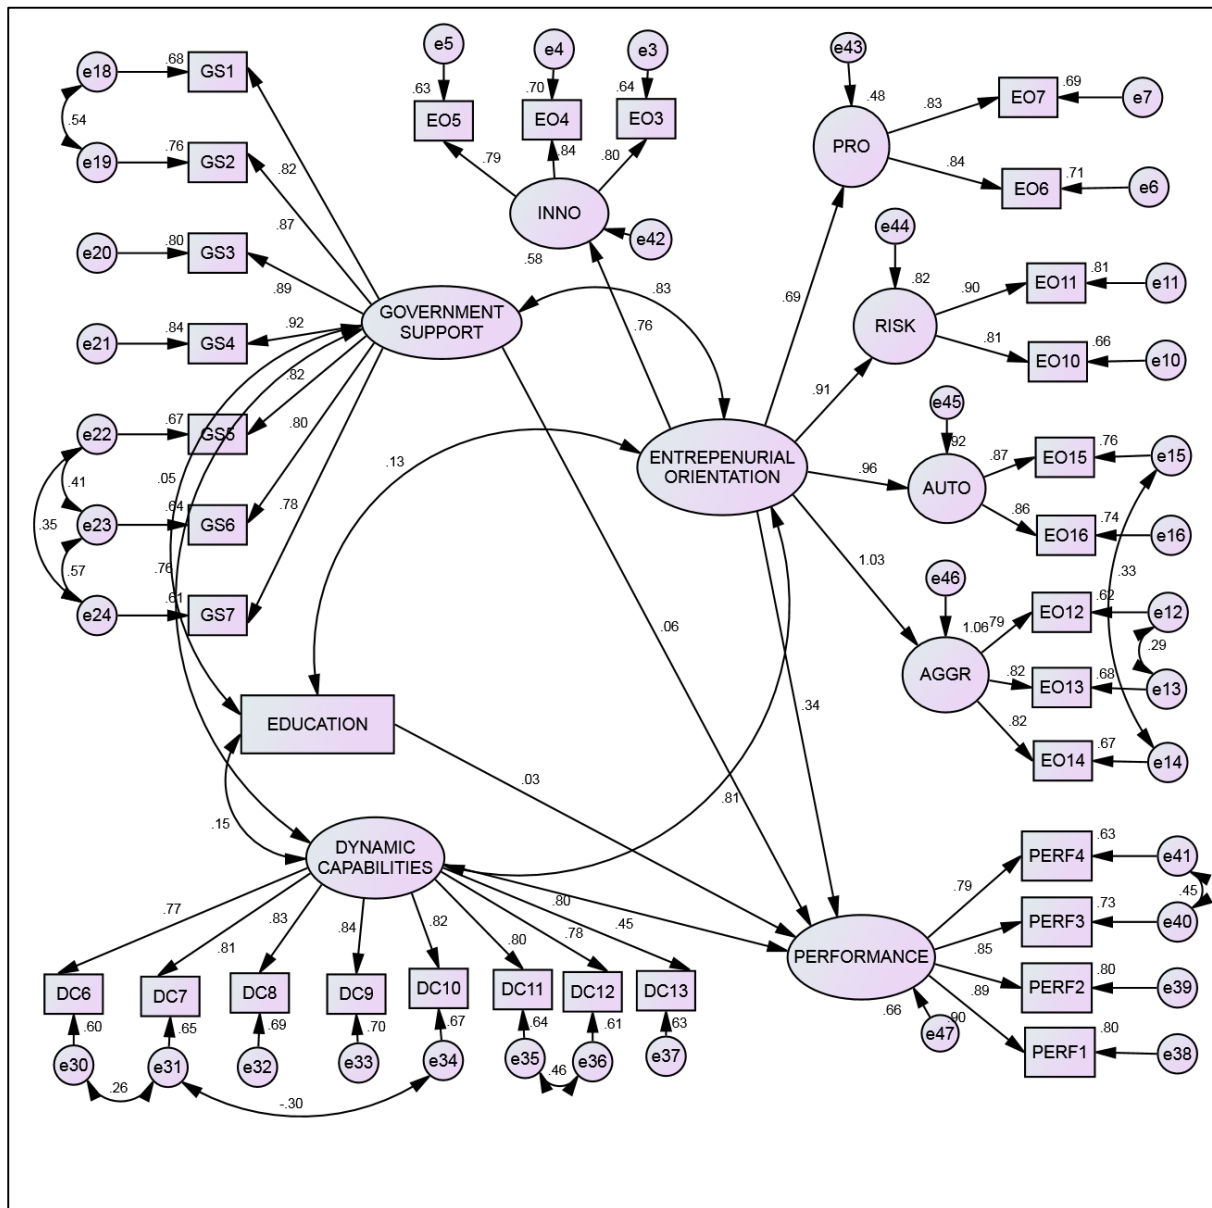 e5
e4
e3
e43
e18
.68
GS1
.63
EO5
.70
EO4
.64
EO3
.48
PRO
.83
EO7
.69
e7
.54
e19
.76
GS2
.82
.79
.84
.80
INNO
e42
.58
.84
EO6
.71
e6
.87
e20
.80
GS3
.89
GOVERNMENT
SUPPORT
.83
e44
.82
RISK
.90
EO11
.81
e11
.69
e21
.84
GS4
.92
.76
.81
EO10
.66
e10
.91
.82
e22
.67
GS5
.80
ENTREPENURIAL
ORIENTATION
e45
.92
AUTO
.96
.87
EO15
.76
e15
.13
.05
.41
.35
e23
.64
GS6
.78
.86
EO16
.74
e16
.33
.57
.76
e24
.61
GS7
1.03
e46
1.06
AGGR
.79
EO12
.62
e12
.29
.06
.82
EO13
.68
e13
EDUCATION
.34
.82
EO14
.67
e14
.03
.81
.15
DYNAMIC
CAPABILITIES
PERF4
.63
e41
.45
.79
.77
.81
.83
.84
.82
.80
.80
.78
.45
PERFORMANCE
.66
e47
.90
PERF3
.73
e40
.85
DC6
DC7
DC8
DC9
DC10
DC11
DC12
DC13
.89
PERF2
.80
e39
.60
.65
.69
.70
.67
.64
.61
.63
PERF1
.80
e38
e30
e31
e32
e33
e34
e35
e36
e37
.26
-.30
.46